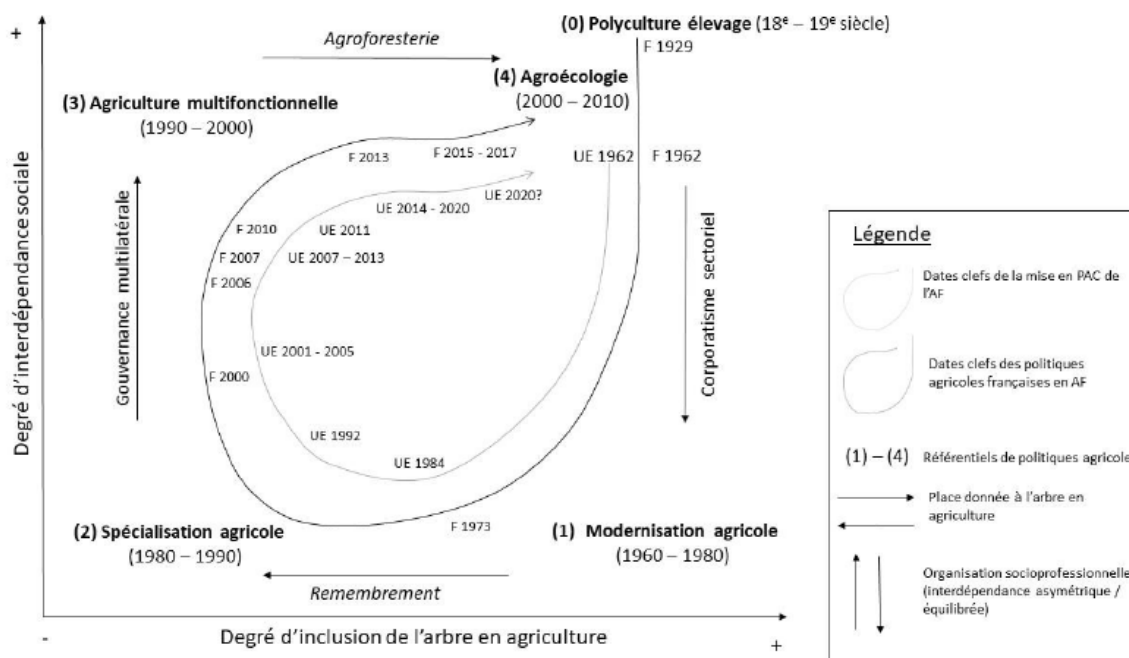 +
(0) Polyculture élevage (18e – 19e siècle)
F 1929
Agroforesterie
(4) Agroécologie
(2000 – 2010)
(3) Agriculture multifonctionnelle
(1990 – 2000)
F 2013
F 2015 - 2017
UE 1962
F 1962
UE 2020?
UE 2014 - 2020
F 2010
UE 2011
F 2007
UE 2007 – 2013
F 2006
UE 2001 - 2005
F 2000
UE 1992
UE 1984
F 1973
Degré d'interdépendance sociale
Gouvernance multilatérale
Corporatisme sectoriel
(2) Spécialisation agricole
(1980 – 1990)
(1) Modernisation agricole
(1960 – 1980)
Remembrement
-
Degré d'inclusion de l'arbre en agriculture
+
Légende
Dates clefs de la mise en PAC de
l'AF
Dates clefs des politiques
agricoles françaises en AF
(1) – (4) Référentiels de politiques agricole
Place donnée à l'arbre en
agriculture
Organisation socioprofessionnelle
(interdépendance asymétrique /
équilibrée)